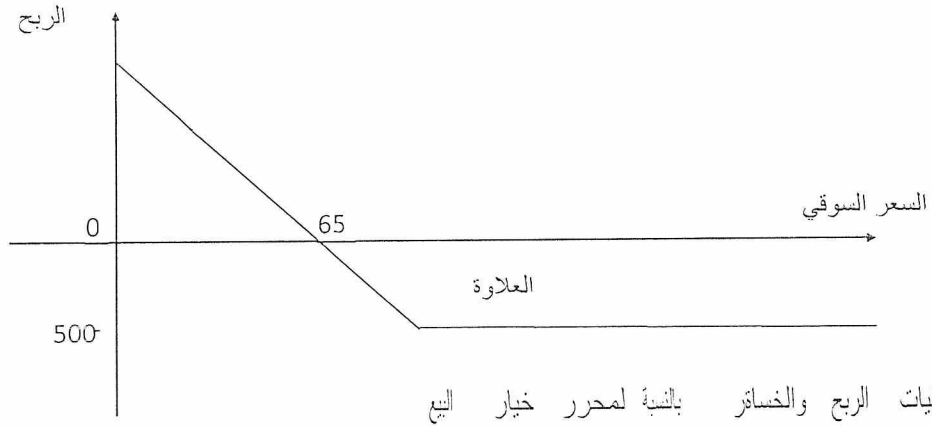 الربح
السعر السوقي
0
65
العلاوة
500-
يات الربح والخسائر بالنسبة لمحرر خيار البيع